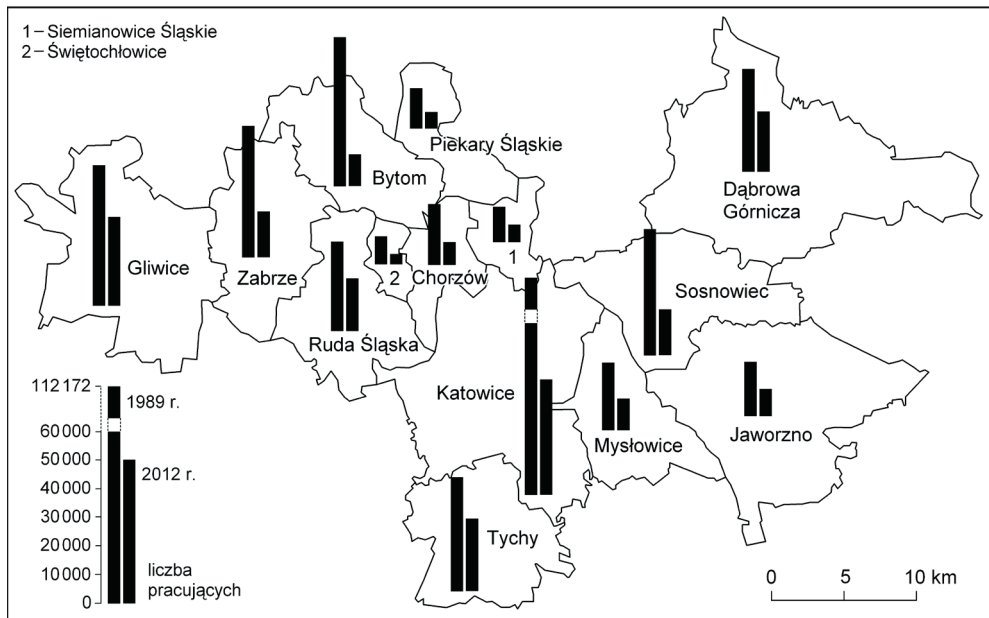 1 – Siemianowice Śląskie
2 – Świętochłowice
Piekary Śląskie
Bytom
Dąbrowa
Górnicza
Gliwice
Zabrze
2
Chorzów
1
Sosnowiec
Ruda Śląska
Katowice
Mysłowice
Jaworzno
Tychy
112 172
1989 r.
60 000
50 000
2012 r.
40 000
30 000
20 000
10 000
0
liczba
pracujących
0 5 10 km